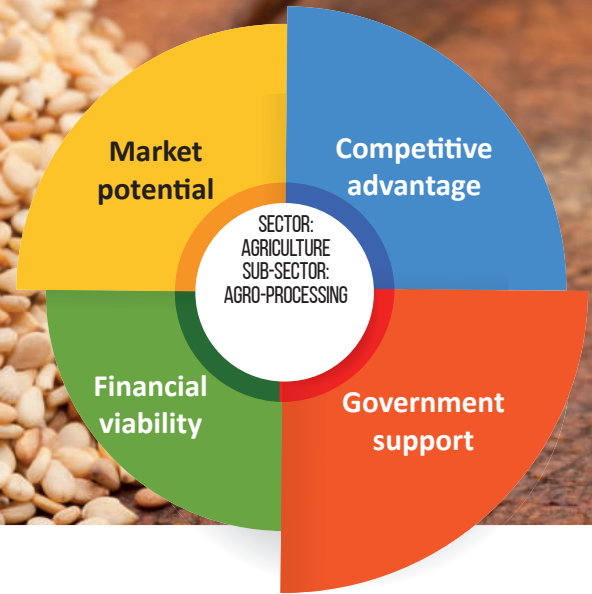 Market
potential
Competitive
advantage
SECTOR:
AGRICULTURE
SUB-SECTOR:
AGRO-PROCESSING
Financial
viability
Government
support